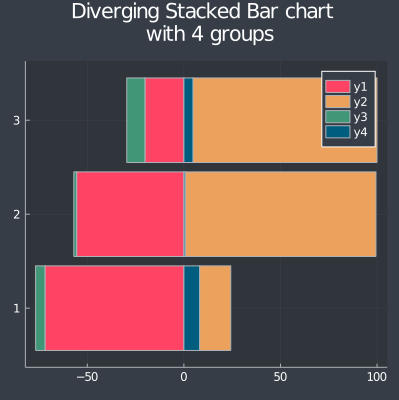 Diverging Stacked Bar chart
with 4 groups
y1
y2
y3
y4
3
2
1
−50
0
50
100